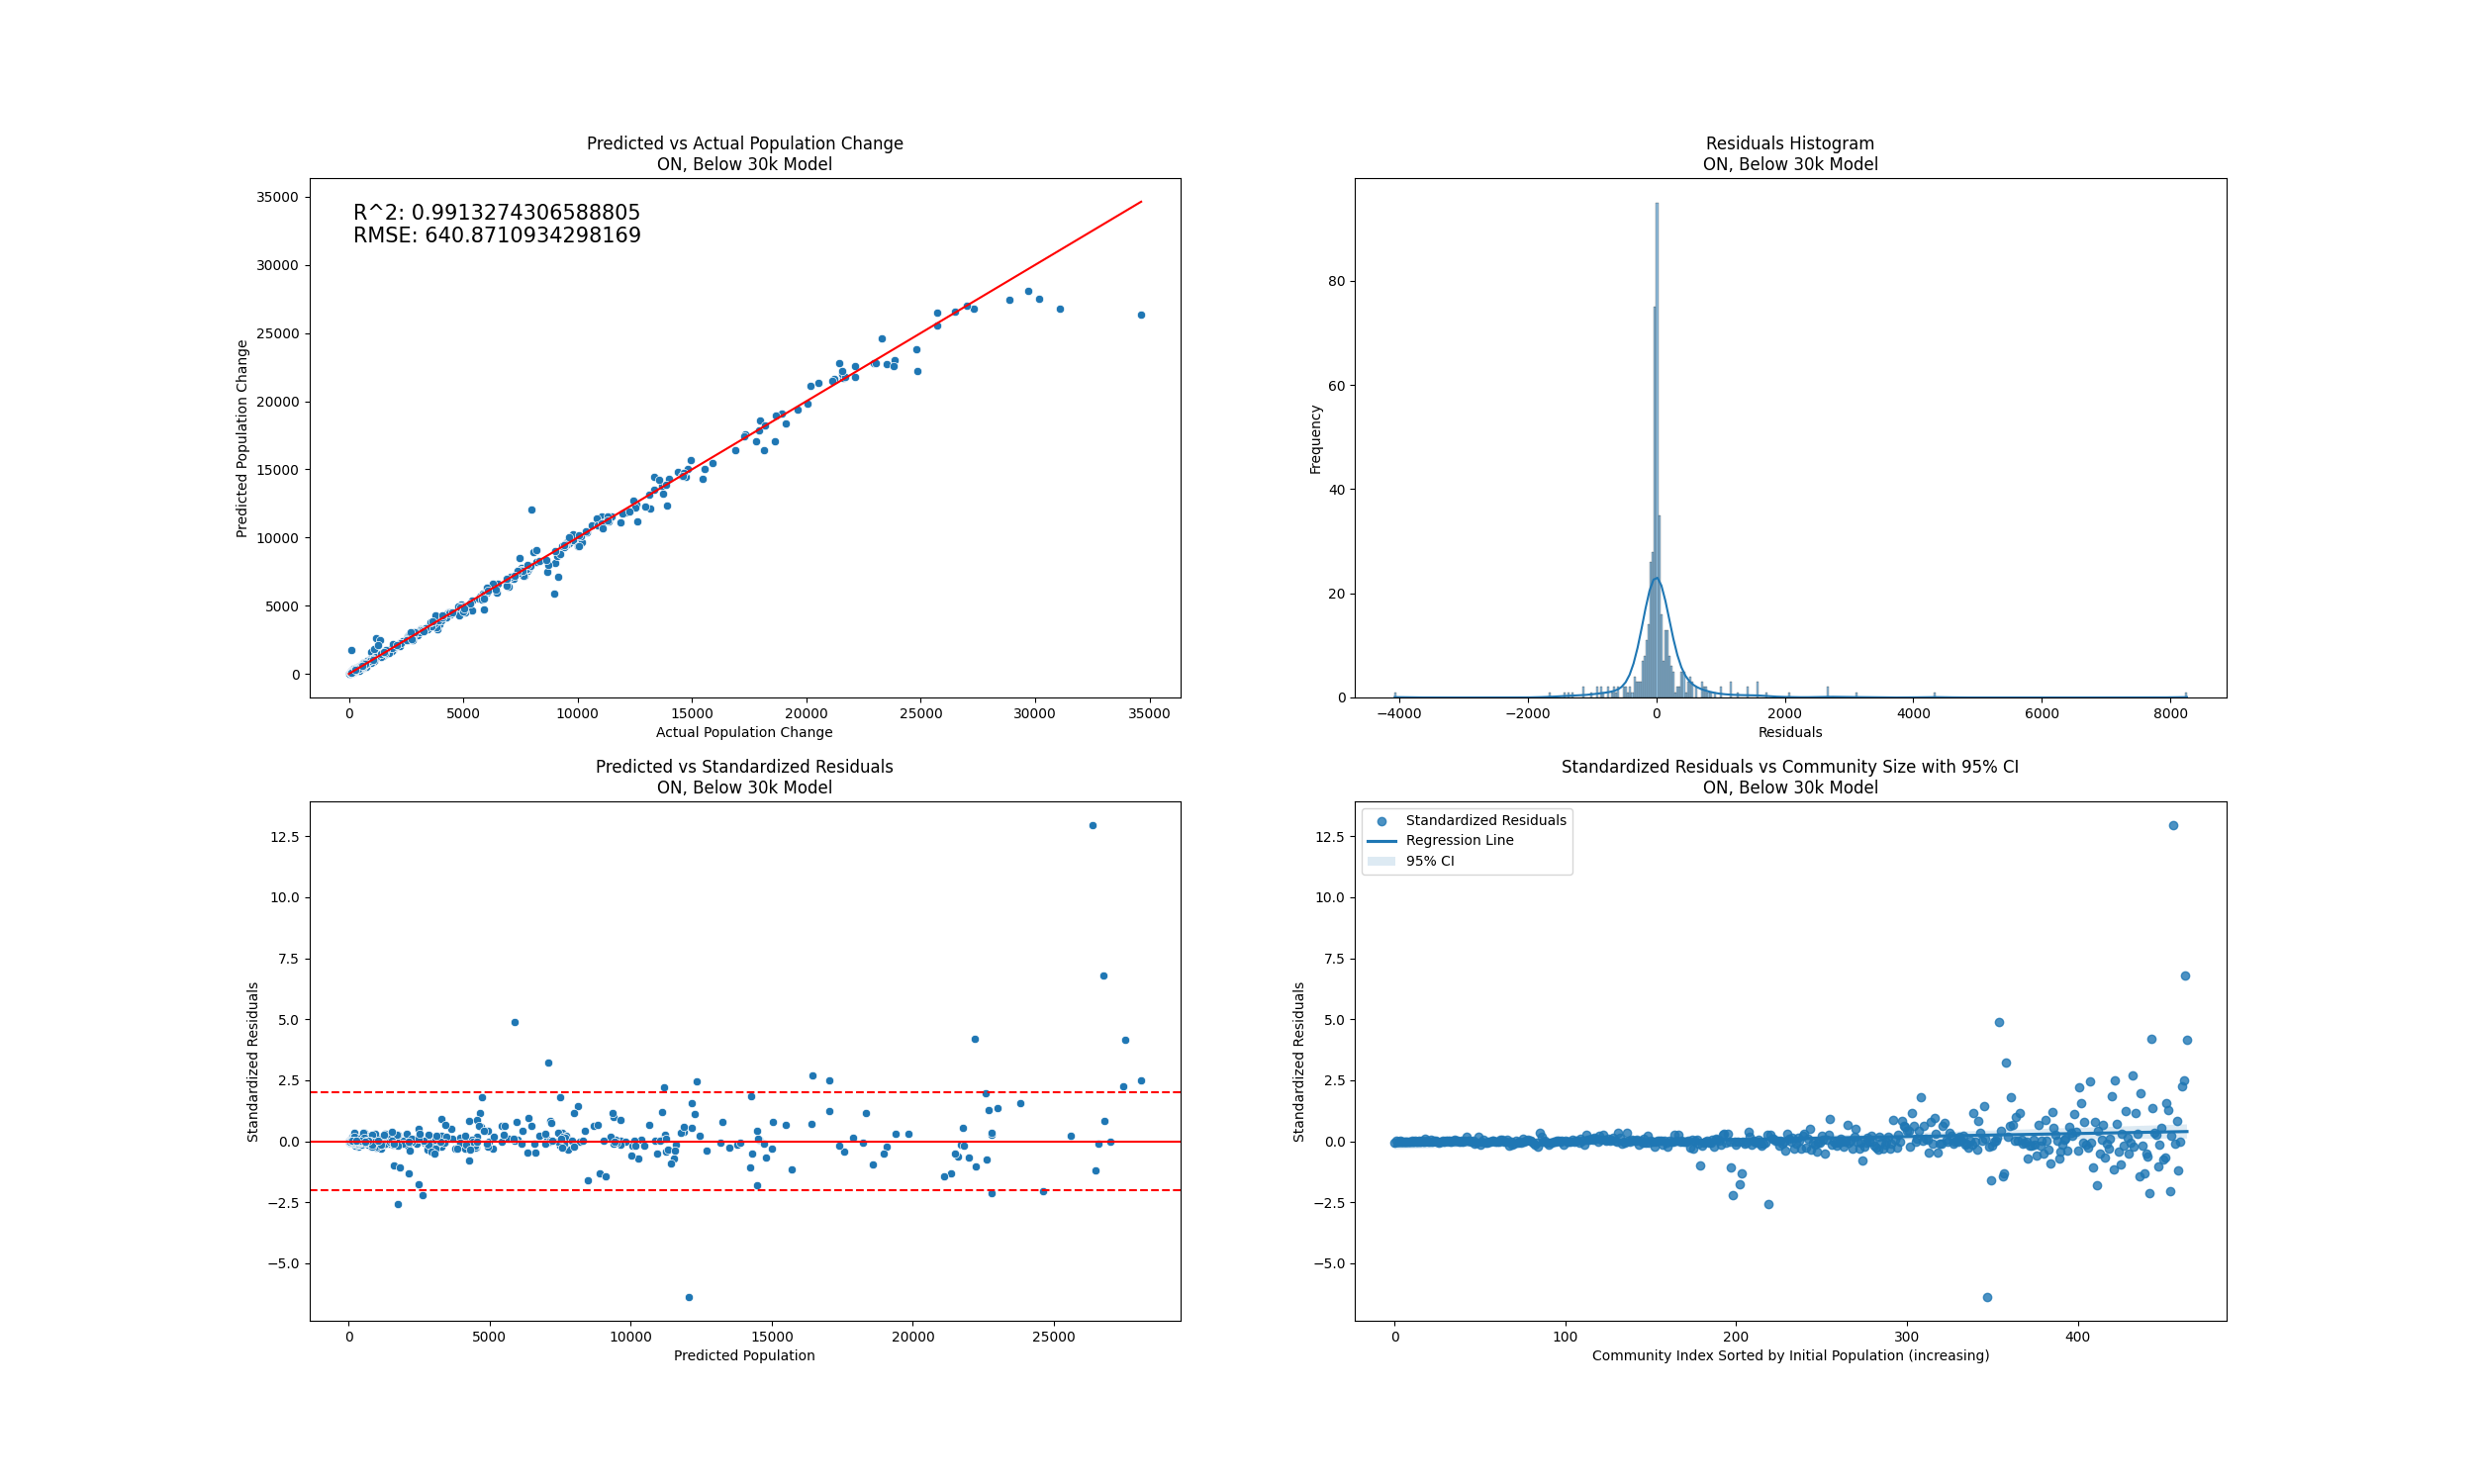 Predicted vs Actual Population Change
ON, Below 30k Model
R^2: 0.9913274306588805
RMSE: 640.8710934298169
35000
30000
25000
20000
15000
10000
5000
0
Predicted Population Change
0 5000 10000 15000 20000 25000 30000 35000
Actual Population Change
Residuals Histogram
ON, Below 30k Model
80
60
40
20
0
Frequency
−4000 −2000 0 2000 4000 6000 8000
Residuals
Predicted vs Standardized Residuals
ON, Below 30k Model
12.5
10.0
7.5
5.0
2.5
0.0
−2.5
−5.0
Standardized Residuals
0 5000 10000 15000 20000 25000
Predicted Population
Standardized Residuals vs Community Size with 95% CI
ON, Below 30k Model
Standardized Residuals
Regression Line
95% CI
12.5
10.0
7.5
5.0
2.5
0.0
−2.5
−5.0
Standardized Residuals
0 100 200 300 400
Community Index Sorted by Initial Population (increasing)